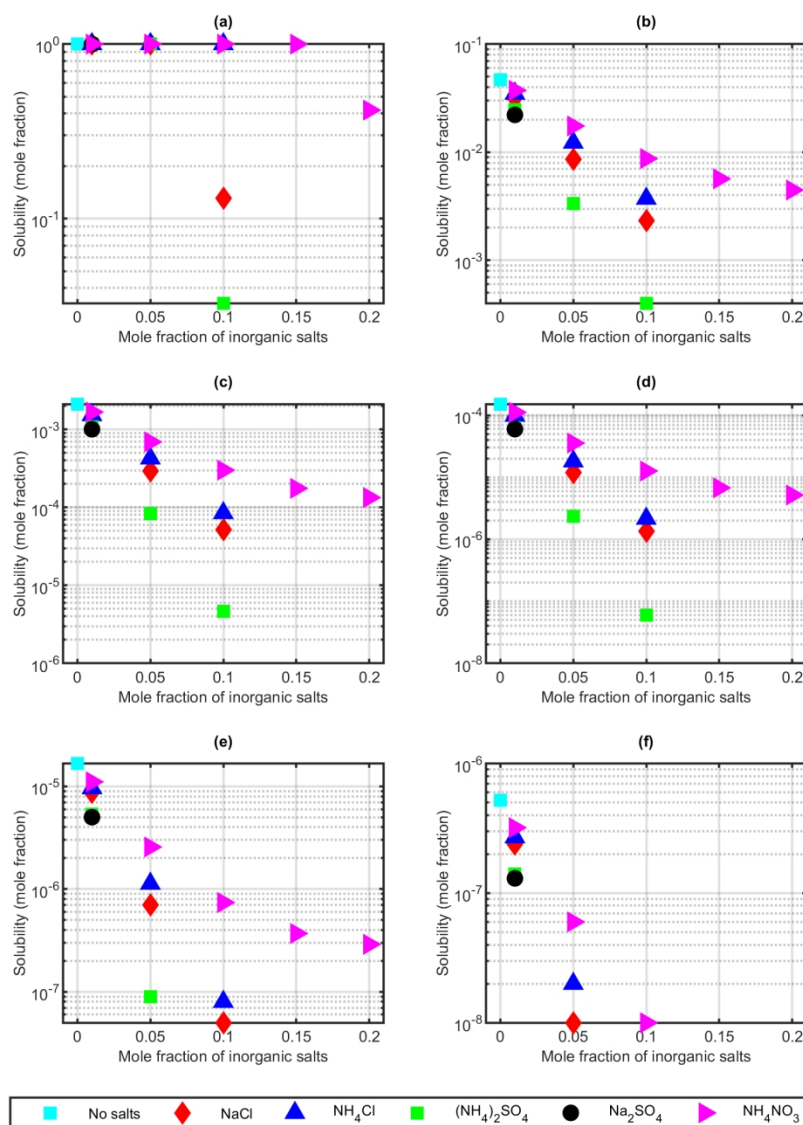 (a)
Solubility (mole fraction)
10⁰
10⁻¹
0 0.05 0.1 0.15 0.2
Mole fraction of inorganic salts
(b)
Solubility (mole fraction)
10⁻¹
10⁻²
10⁻³
0 0.05 0.1 0.15 0.2
Mole fraction of inorganic salts
(c)
Solubility (mole fraction)
10⁻³
10⁻⁴
10⁻⁵
10⁻⁶
0 0.05 0.1 0.15 0.2
Mole fraction of inorganic salts
(d)
Solubility (mole fraction)
10⁻⁴
10⁻⁶
10⁻⁸
0 0.05 0.1 0.15 0.2
Mole fraction of inorganic salts
(e)
Solubility (mole fraction)
10⁻⁵
10⁻⁶
10⁻⁷
0 0.05 0.1 0.15 0.2
Mole fraction of inorganic salts
(f)
Solubility (mole fraction)
10⁻⁶
10⁻⁷
10⁻⁸
0 0.05 0.1 0.15 0.2
Mole fraction of inorganic salts
No salts NaCl NH₄Cl (NH₄)₂SO₄ Na₂SO₄ NH₄NO₃